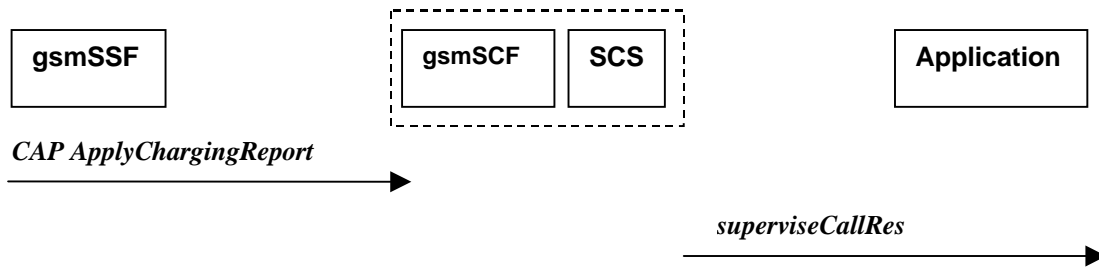 gsmSSF
gsmSCF
SCS
Application
CAP ApplyChargingReport
superviseCallRes